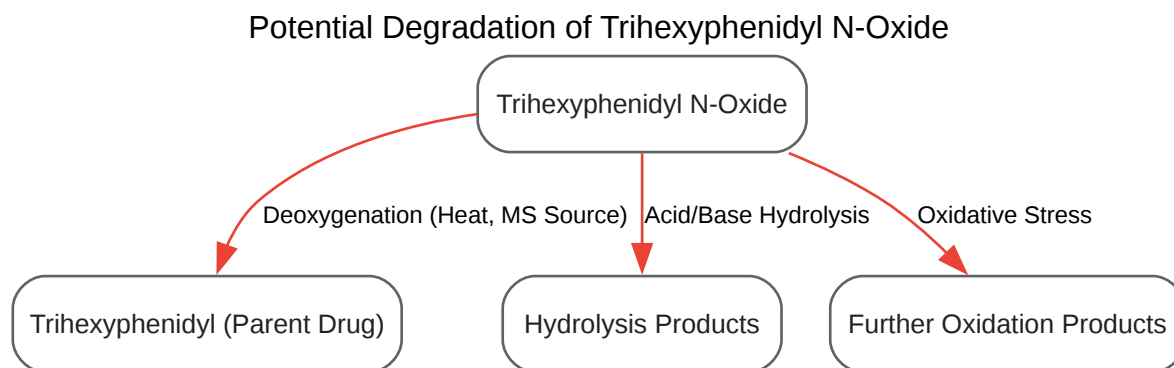 Potential Degradation of Trihexyphenidyl N-Oxide
Trihexyphenidyl N-Oxide
Deoxygenation (Heat, MS Source)
Acid/Base Hydrolysis
Oxidative Stress
Trihexyphenidyl (Parent Drug)
Hydrolysis Products
Further Oxidation Products